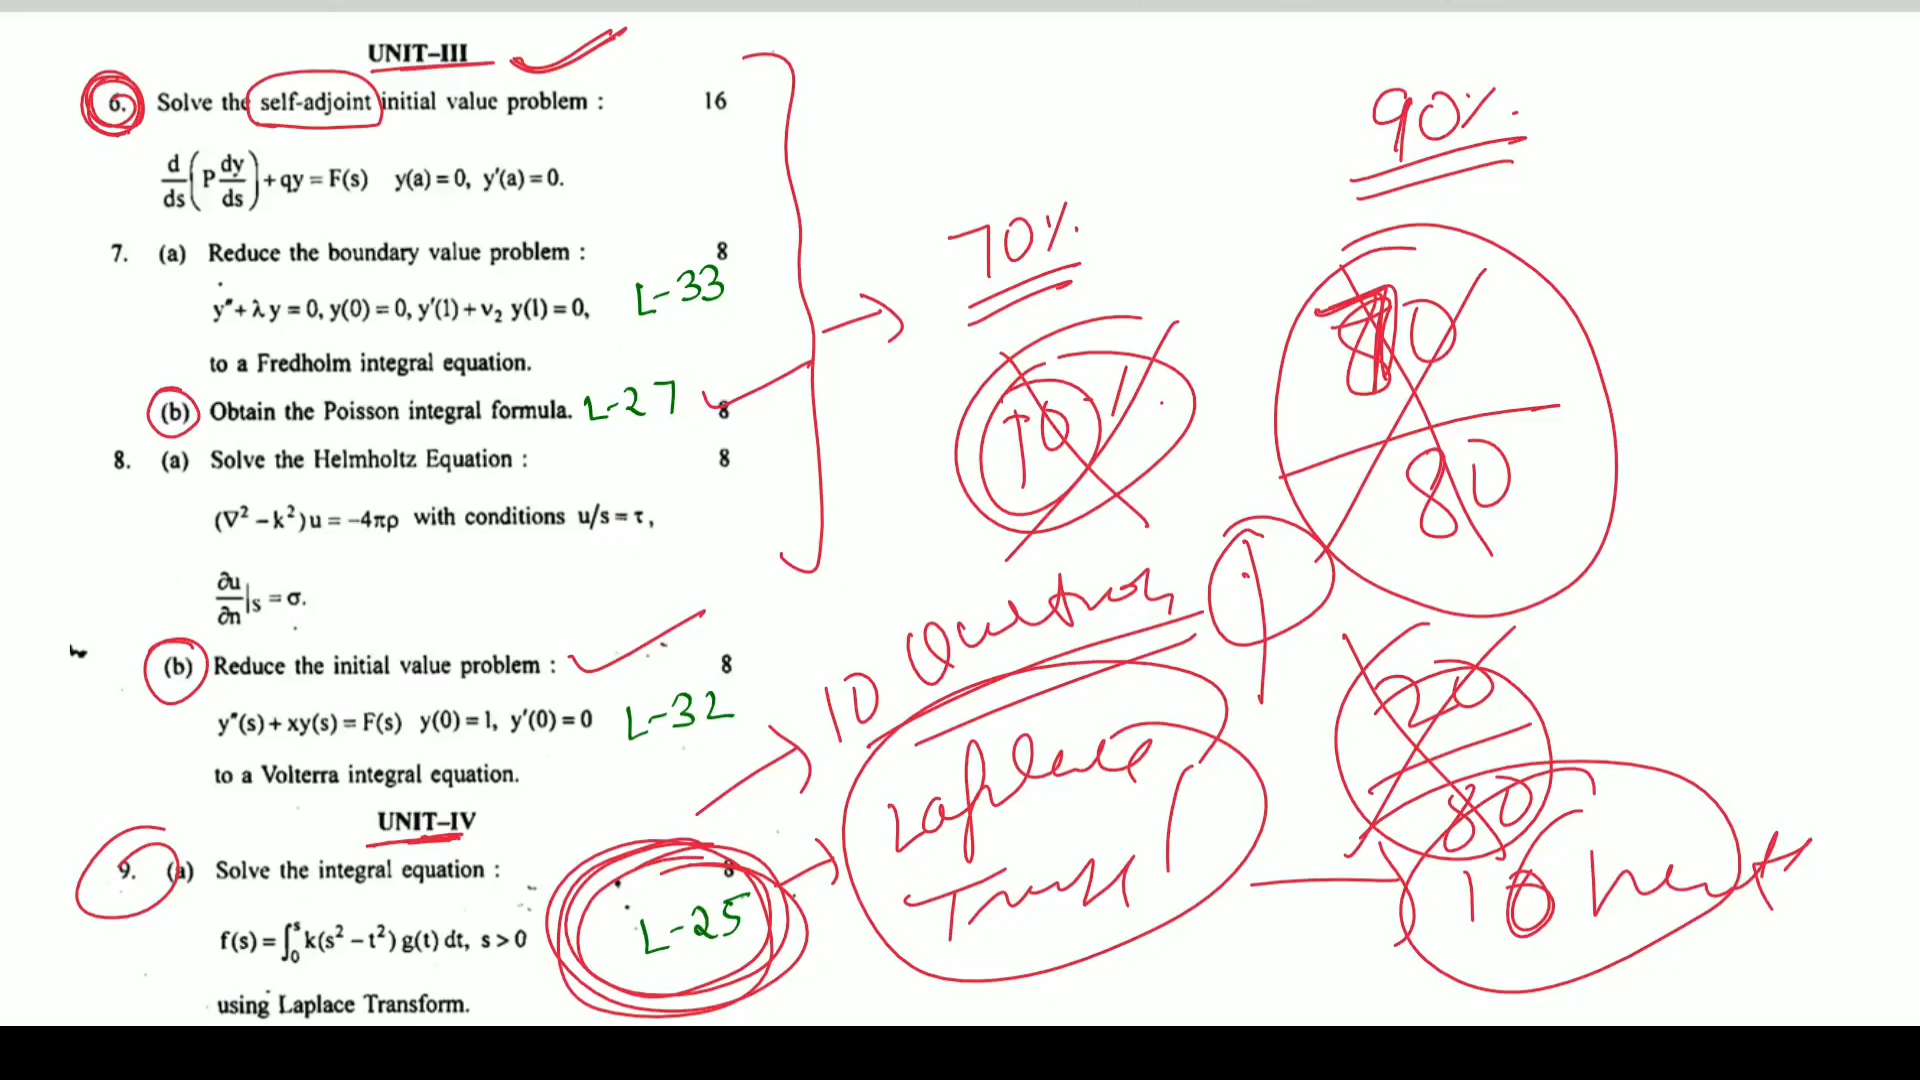 UNIT-III
6. Solve the self-adjoint initial value problem : 16
d/ds (P dy/ds) + qy = F(s) y(a) = 0, y′(a) = 0.
7. (a) Reduce the boundary value problem : 8
y″ + λ y = 0, y(0) = 0, y′(1) + ν₂ y(1) = 0,
L-33
to a Fredholm integral equation.
(b) Obtain the Poisson integral formula. 8
L-27
8. (a) Solve the Helmholtz Equation : 8
(∇² − k²)u = −4πρ with conditions u/s = τ,
∂u/∂n|s = σ.
(b) Reduce the initial value problem : 8
y″(s) + xy(s) = F(s) y(0) = 1, y′(0) = 0
L-32
to a Volterra integral equation.
UNIT-IV
9. (a) Solve the integral equation : 8
f(s) = ∫₀ˢ k(s² − t²) g(t) dt, s > 0
L-25
using Laplace Transform.
70%
90%
10
80
10 Question
20
80
Laplace